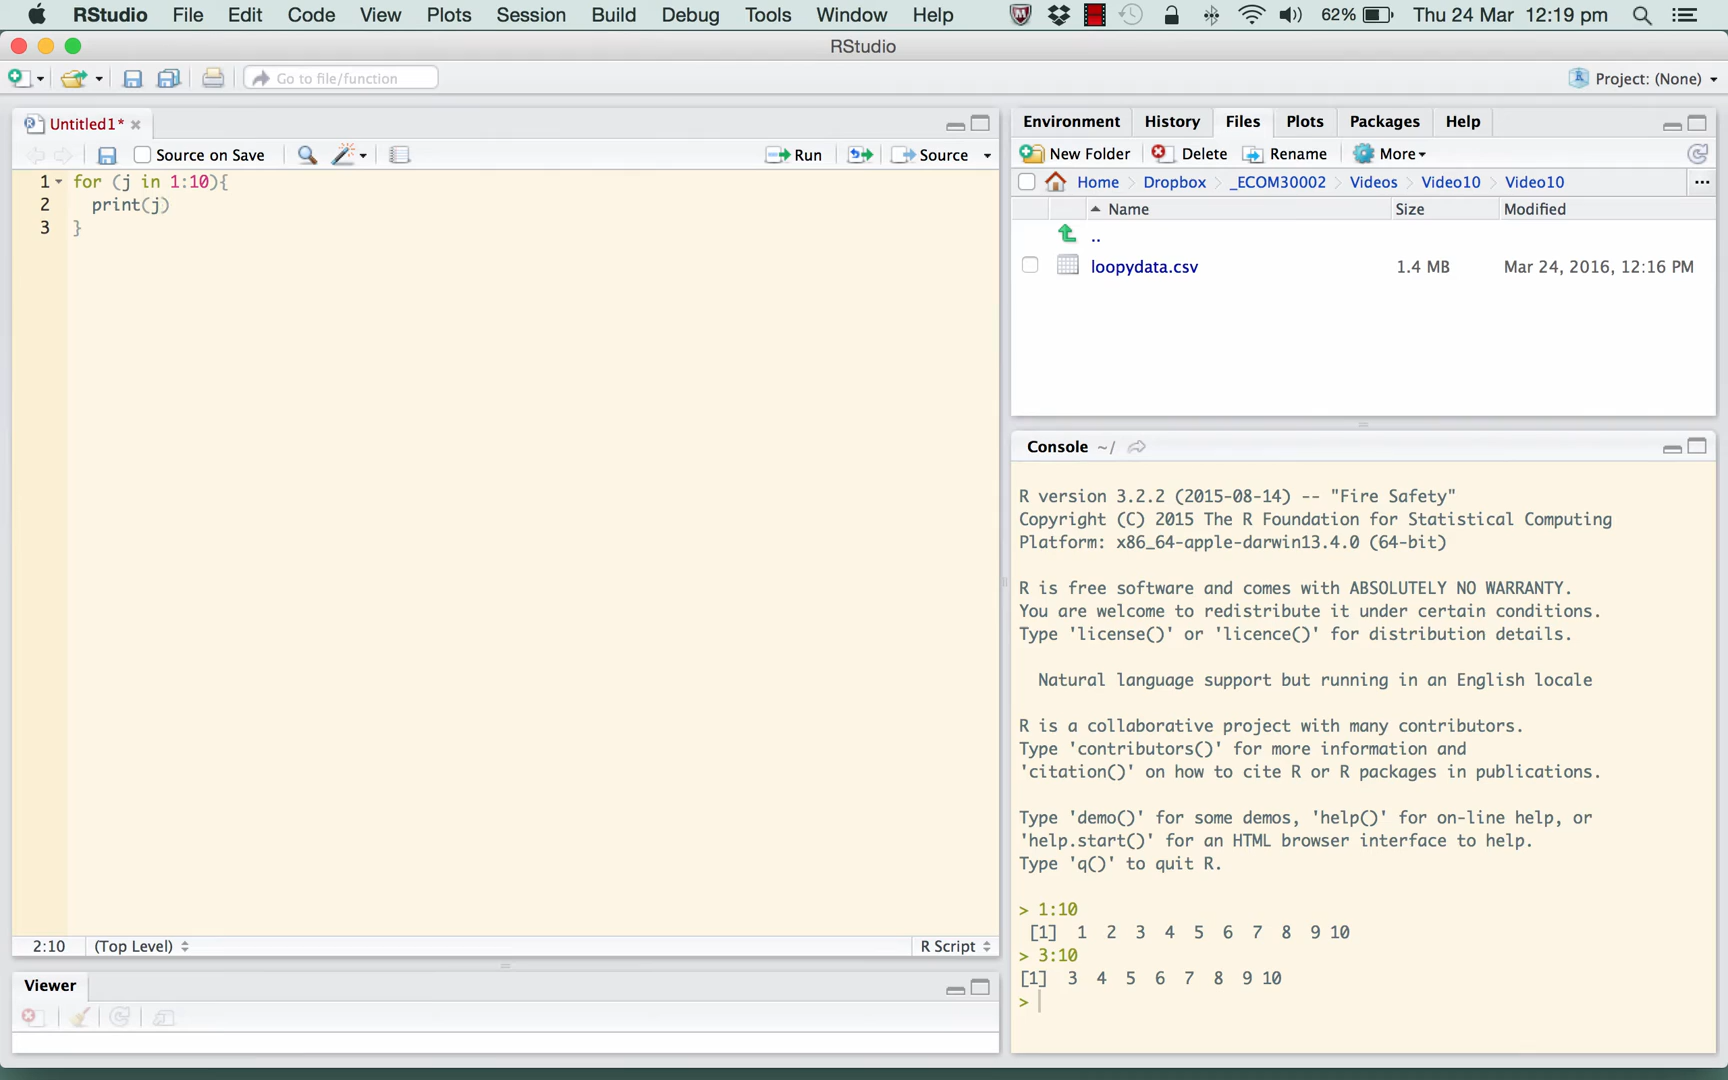 RStudio File Edit Code View Plots Session Build Debug Tools Window Help 62% Thu 24 Mar 12:19 pm
RStudio
Go to file/function Project: (None)
Untitled1*
Source on Save Run Source
1 for (j in 1:10){
2 print(j)
3 }
2:10 (Top Level) R Script
Viewer
Environment History Files Plots Packages Help
New Folder Delete Rename More
Home Dropbox _ECOM30002 Videos Video10 Video10 ...
Name Size Modified
..
loopydata.csv 1.4 MB Mar 24, 2016, 12:16 PM
Console ~/
R version 3.2.2 (2015-08-14) -- "Fire Safety"
Copyright (C) 2015 The R Foundation for Statistical Computing
Platform: x86_64-apple-darwin13.4.0 (64-bit)
R is free software and comes with ABSOLUTELY NO WARRANTY.
You are welcome to redistribute it under certain conditions.
Type 'license()' or 'licence()' for distribution details.
Natural language support but running in an English locale
R is a collaborative project with many contributors.
Type 'contributors()' for more information and
'citation()' on how to cite R or R packages in publications.
Type 'demo()' for some demos, 'help()' for on-line help, or
'help.start()' for an HTML browser interface to help.
Type 'q()' to quit R.
> 1:10
[1] 1 2 3 4 5 6 7 8 9 10
> 3:10
[1] 3 4 5 6 7 8 9 10
>